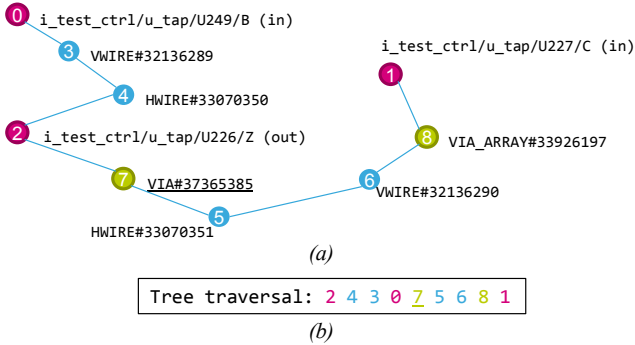 0 i_test_ctrl/u_tap/U249/B (in)
3 VWIRE#32136289
i_test_ctrl/u_tap/U227/C (in)
1
4 HWIRE#33070350
2 i_test_ctrl/u_tap/U226/Z (out)
8 VIA_ARRAY#33926197
7 VIA#37365385
6 VWIRE#32136290
5
HWIRE#33070351
(a)
Tree traversal: 2 4 3 0 7 5 6 8 1
(b)